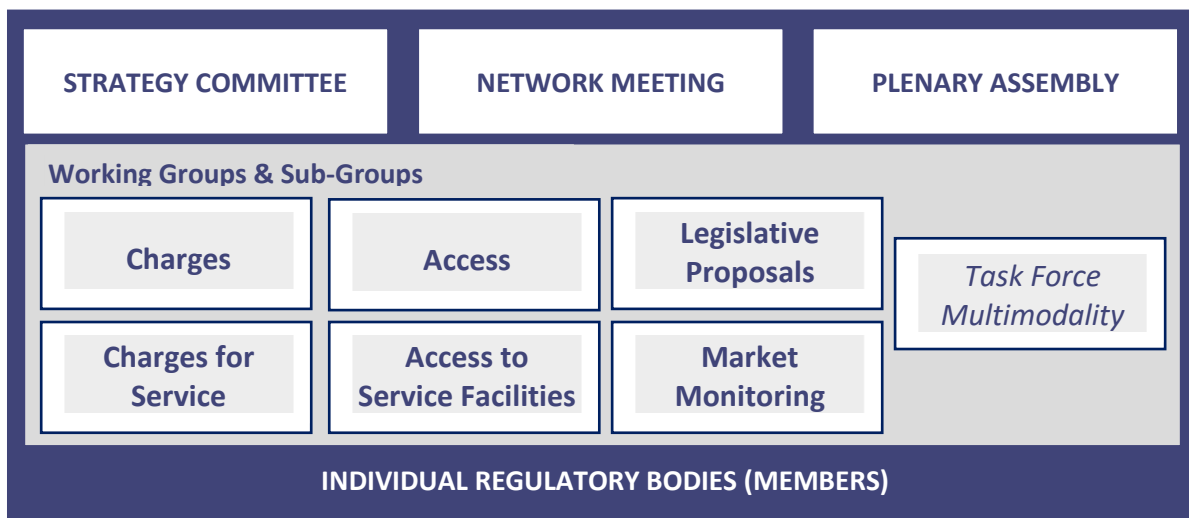 STRATEGY COMMITTEE
NETWORK MEETING
PLENARY ASSEMBLY
Working Groups & Sub-Groups
Charges
Access
Legislative
Proposals
Task Force
Multimodality
Charges for
Service
Access to
Service Facilities
Market
Monitoring
INDIVIDUAL REGULATORY BODIES (MEMBERS)